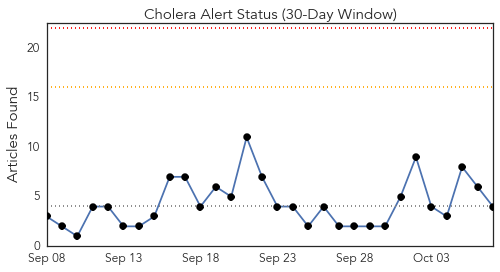 Cholera Alert Status (30-Day Window)
Articles Found
20
15
10
5
0
Sep 08 Sep 13 Sep 18 Sep 23 Sep 28 Oct 03